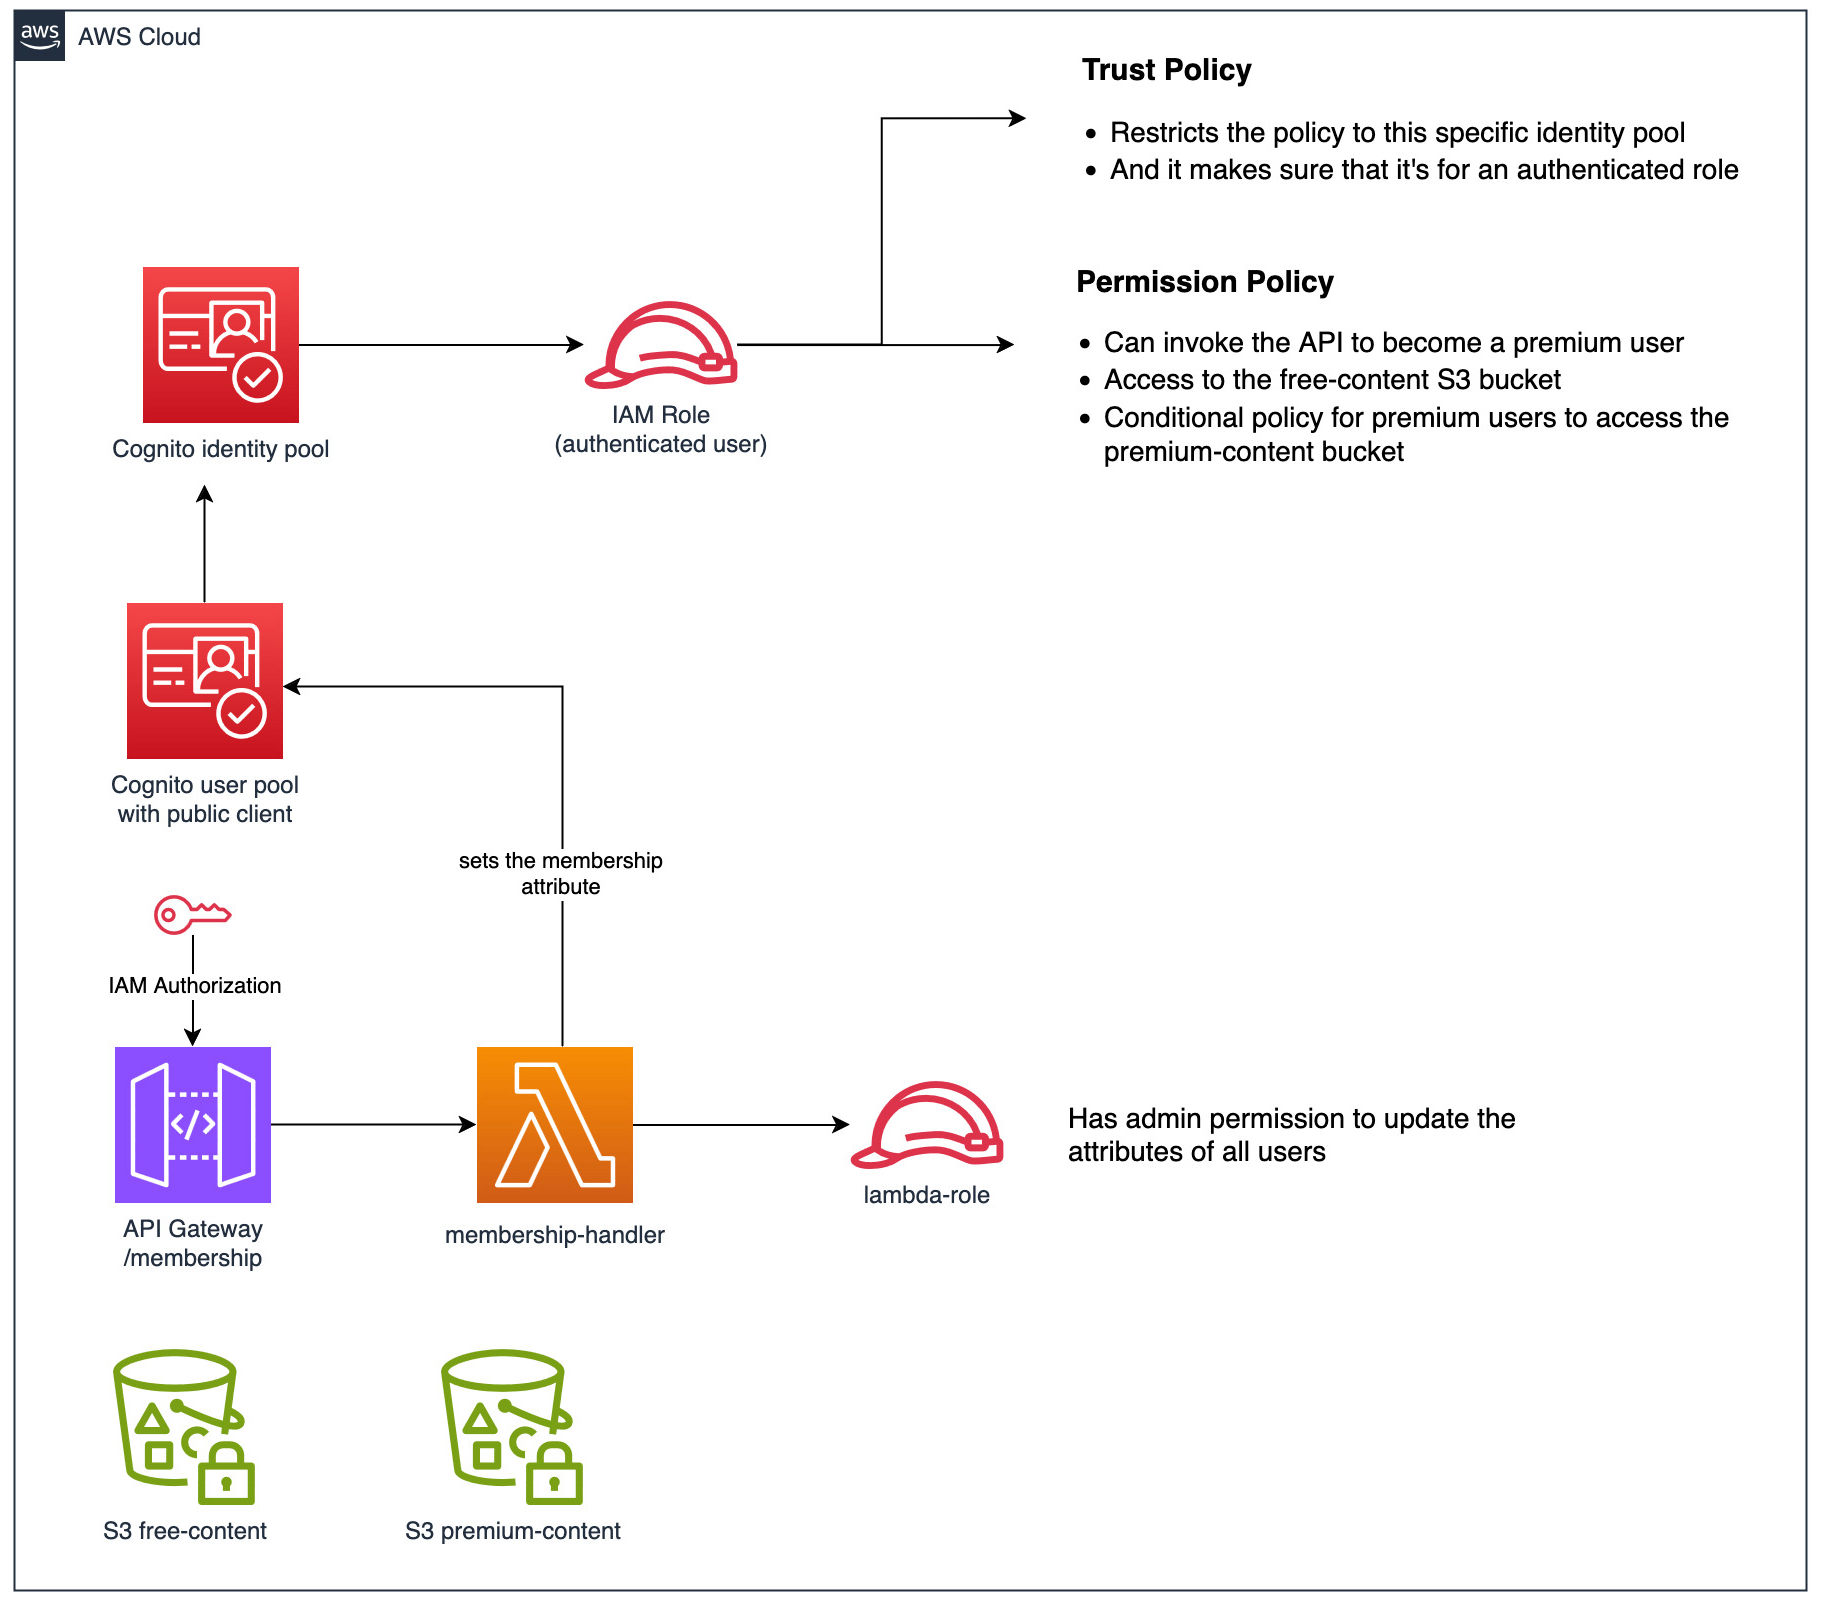 aws
AWS Cloud
Trust Policy
• Restricts the policy to this specific identity pool
• And it makes sure that it's for an authenticated role
Permission Policy
• Can invoke the API to become a premium user
• Access to the free-content S3 bucket
• Conditional policy for premium users to access the
premium-content bucket
Cognito identity pool
IAM Role
(authenticated user)
Cognito user pool
with public client
sets the membership
attribute
IAM Authorization
</>
API Gateway
/membership
membership-handler
lambda-role
Has admin permission to update the
attributes of all users
S3 free-content
S3 premium-content